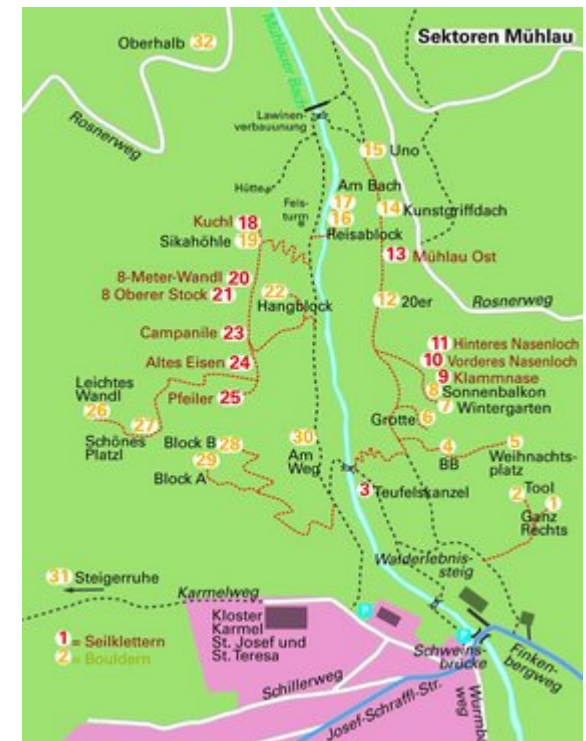 Sektoren Mühlau
Oberhalb 32
Mühlauer Bach
Rosnerweg
Lawinen-
verbauunung
15 Uno
Hütte
Am Bach
17
Fels-
turm
16
Reisablock
14 Kunstgriffdach
Kuchl 18
Sikahöhle 19
13 Mühlau Ost
8-Meter-Wandl 20
8 Oberer Stock 21
22
Hangblock
12 20er
Rosnerweg
Campanile 23
11 Hinteres Nasenloch
10 Vorderes Nasenloch
9 Klammnase
8 Sonnenbalkon
7 Wintergarten
Altes Eisen 24
Pfeiler 25
Leichtes
Wandl
26
27
Schönes
Platzl
Grotte 6
Block B 28
29
Block A
30
Am
Weg
4
BB
5
Weihnachts-
platz
3
Teufelskanzel
Tool
2
1
Ganz
Rechts
Walderlebnis-
steig
31 Steigerruhe
Karmelweg
P
Kloster
Karmel
St. Josef und
St. Teresa
1 = Seilklettern
2 = Bouldern
P
Schweins-
brücke
Finken-
bergweg
Schillerweg
Josef-Schraffl-Str.
Wurmb
weg